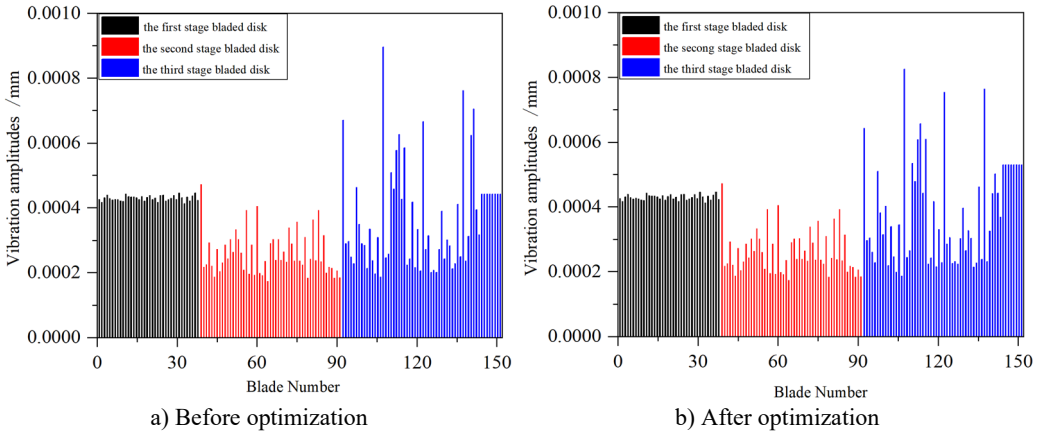 0.0010
0.0008
0.0006
0.0004
0.0002
0.0000
Vibration amplitudes /mm
the first stage bladed disk
the second stage bladed disk
the third stage bladed disk
0 30 60 90 120 150
Blade Number
a) Before optimization
0.0010
0.0008
0.0006
0.0004
0.0002
0.0000
Vibration amplitudes /mm
the first stage bladed disk
the secong stage bladed disk
the third stage bladed disk
0 30 60 90 120 150
Blade Number
b) After optimization